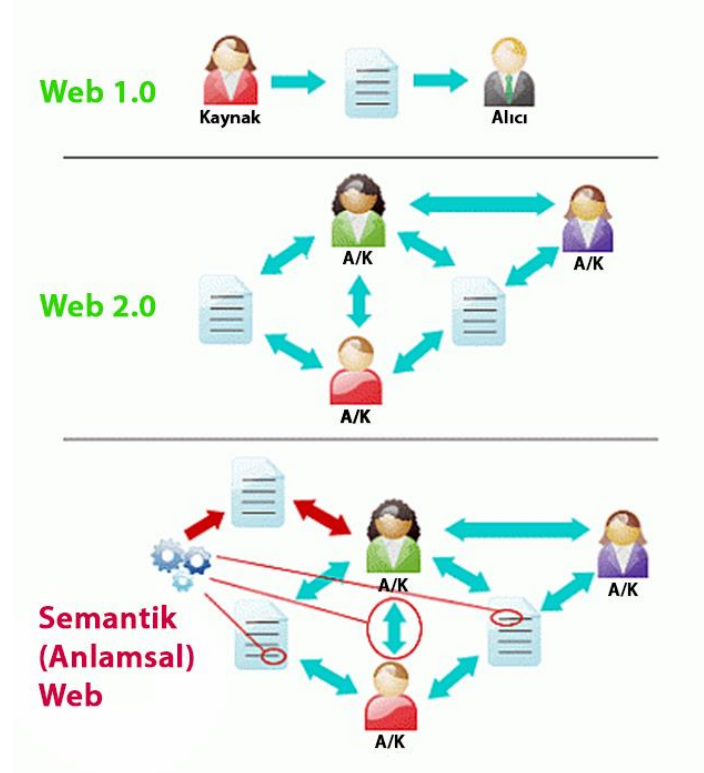 Web 1.0
Kaynak
Alıcı
Web 2.0
A/K
A/K
A/K
Semantik
(Anlamsal)
Web
A/K
A/K
A/K